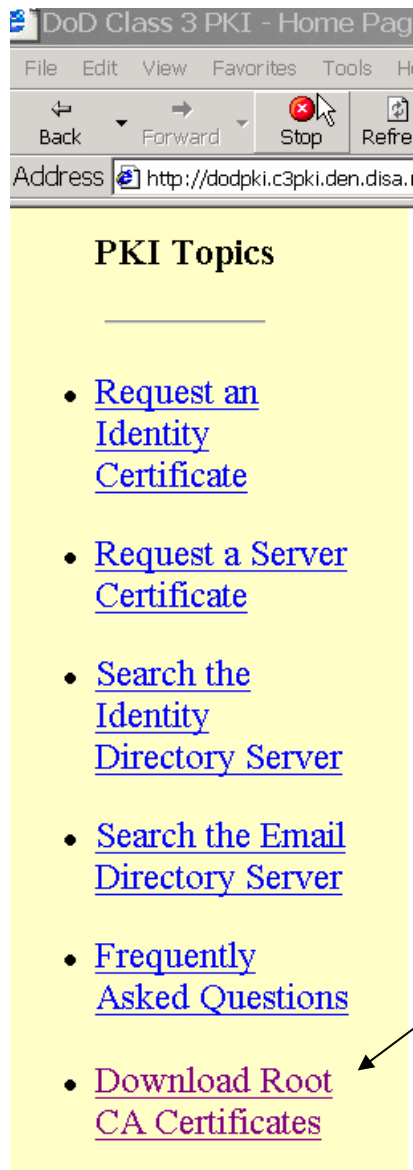 DoD Class 3 PKI - Home Pag
File Edit View Favorites Tools
Back Forward Stop Refre
Address http://dodpki.c3pki.den.disa.
PKI Topics
Request an
Identity
Certificate
Request a Server
Certificate
Search the
Identity
Directory Server
Search the Email
Directory Server
Frequently
Asked Questions
Download Root
CA Certificates